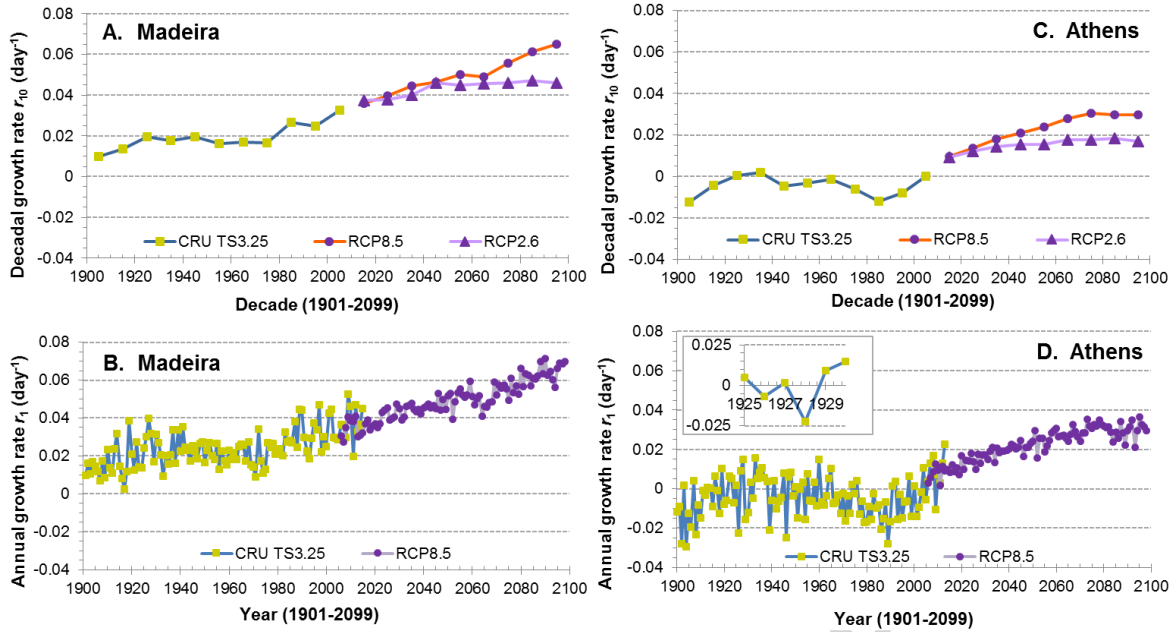 A. Madeira
Decadal growth rate r10 (day-1)
0.08
0.06
0.04
0.02
0
-0.02
-0.04
CRU TS3.25 RCP8.5 RCP2.6
1900 1920 1940 1960 1980 2000 2020 2040 2060 2080 2100
Decade (1901-2099)
C. Athens
Decadal growth rate r10 (day-1)
0.08
0.06
0.04
0.02
0
-0.02
-0.04
CRU TS3.25 RCP8.5 RCP2.6
1900 1920 1940 1960 1980 2000 2020 2040 2060 2080 2100
Decade (1901-2099)
B. Madeira
Annual growth rate r1 (day-1)
0.08
0.06
0.04
0.02
0
-0.02
-0.04
CRU TS3.25 RCP8.5
1900 1920 1940 1960 1980 2000 2020 2040 2060 2080 2100
Year (1901-2099)
D. Athens
Annual growth rate r1 (day-1)
0.08
0.06
0.04
0.02
0.000
-0.02
-0.04
0.025
0
-0.025
1925 1927 1929
CRU TS3.25 RCP8.5
1900 1920 1940 1960 1980 2000 2020 2040 2060 2080 2100
Year (1901-2099)